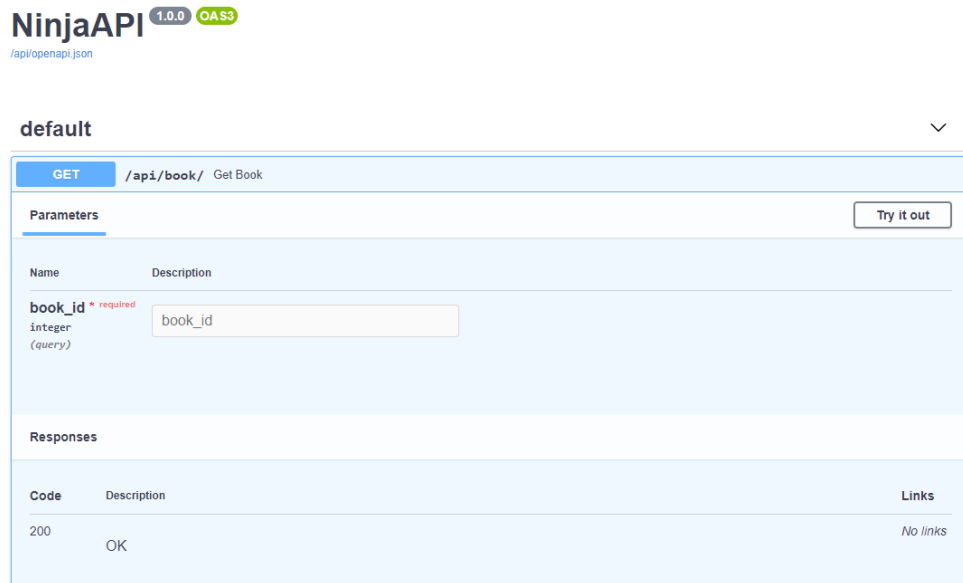 NinjaAPI 1.0.0 OAS3
/api/openapi.json
default
GET /api/book/ Get Book
Parameters Try it out
Name Description
book_id * required book_id
integer
(query)
Responses
Code Description Links
200 No links
OK